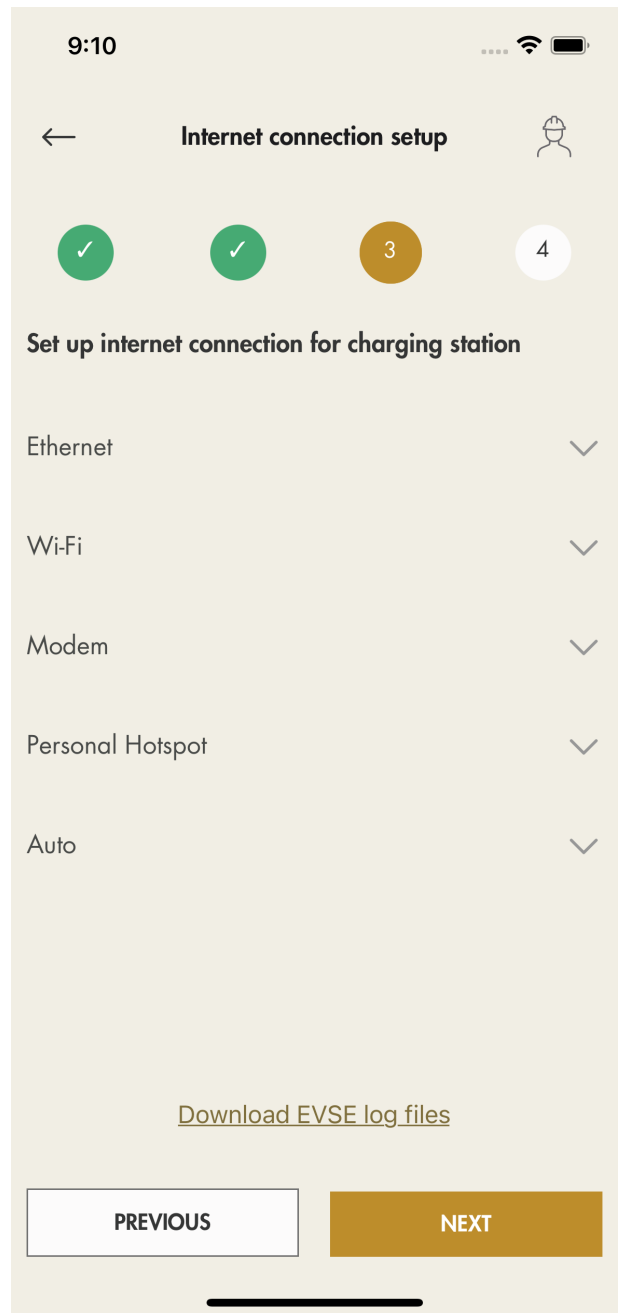 9:10
Internet connection setup
✓ ✓ 3 4
Set up internet connection for charging station
Ethernet
Wi-Fi
Modem
Personal Hotspot
Auto
Download EVSE log files
PREVIOUS NEXT